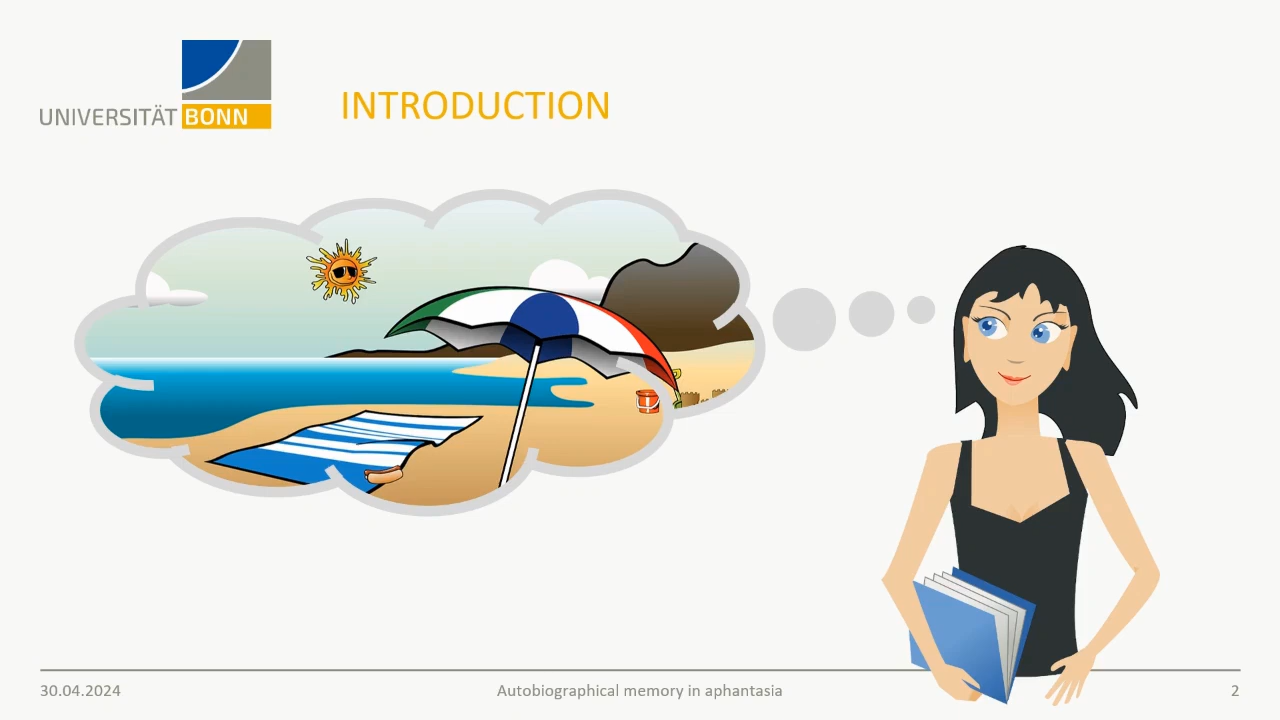 UNIVERSITÄT BONN
INTRODUCTION
30.04.2024
Autobiographical memory in aphantasia
2